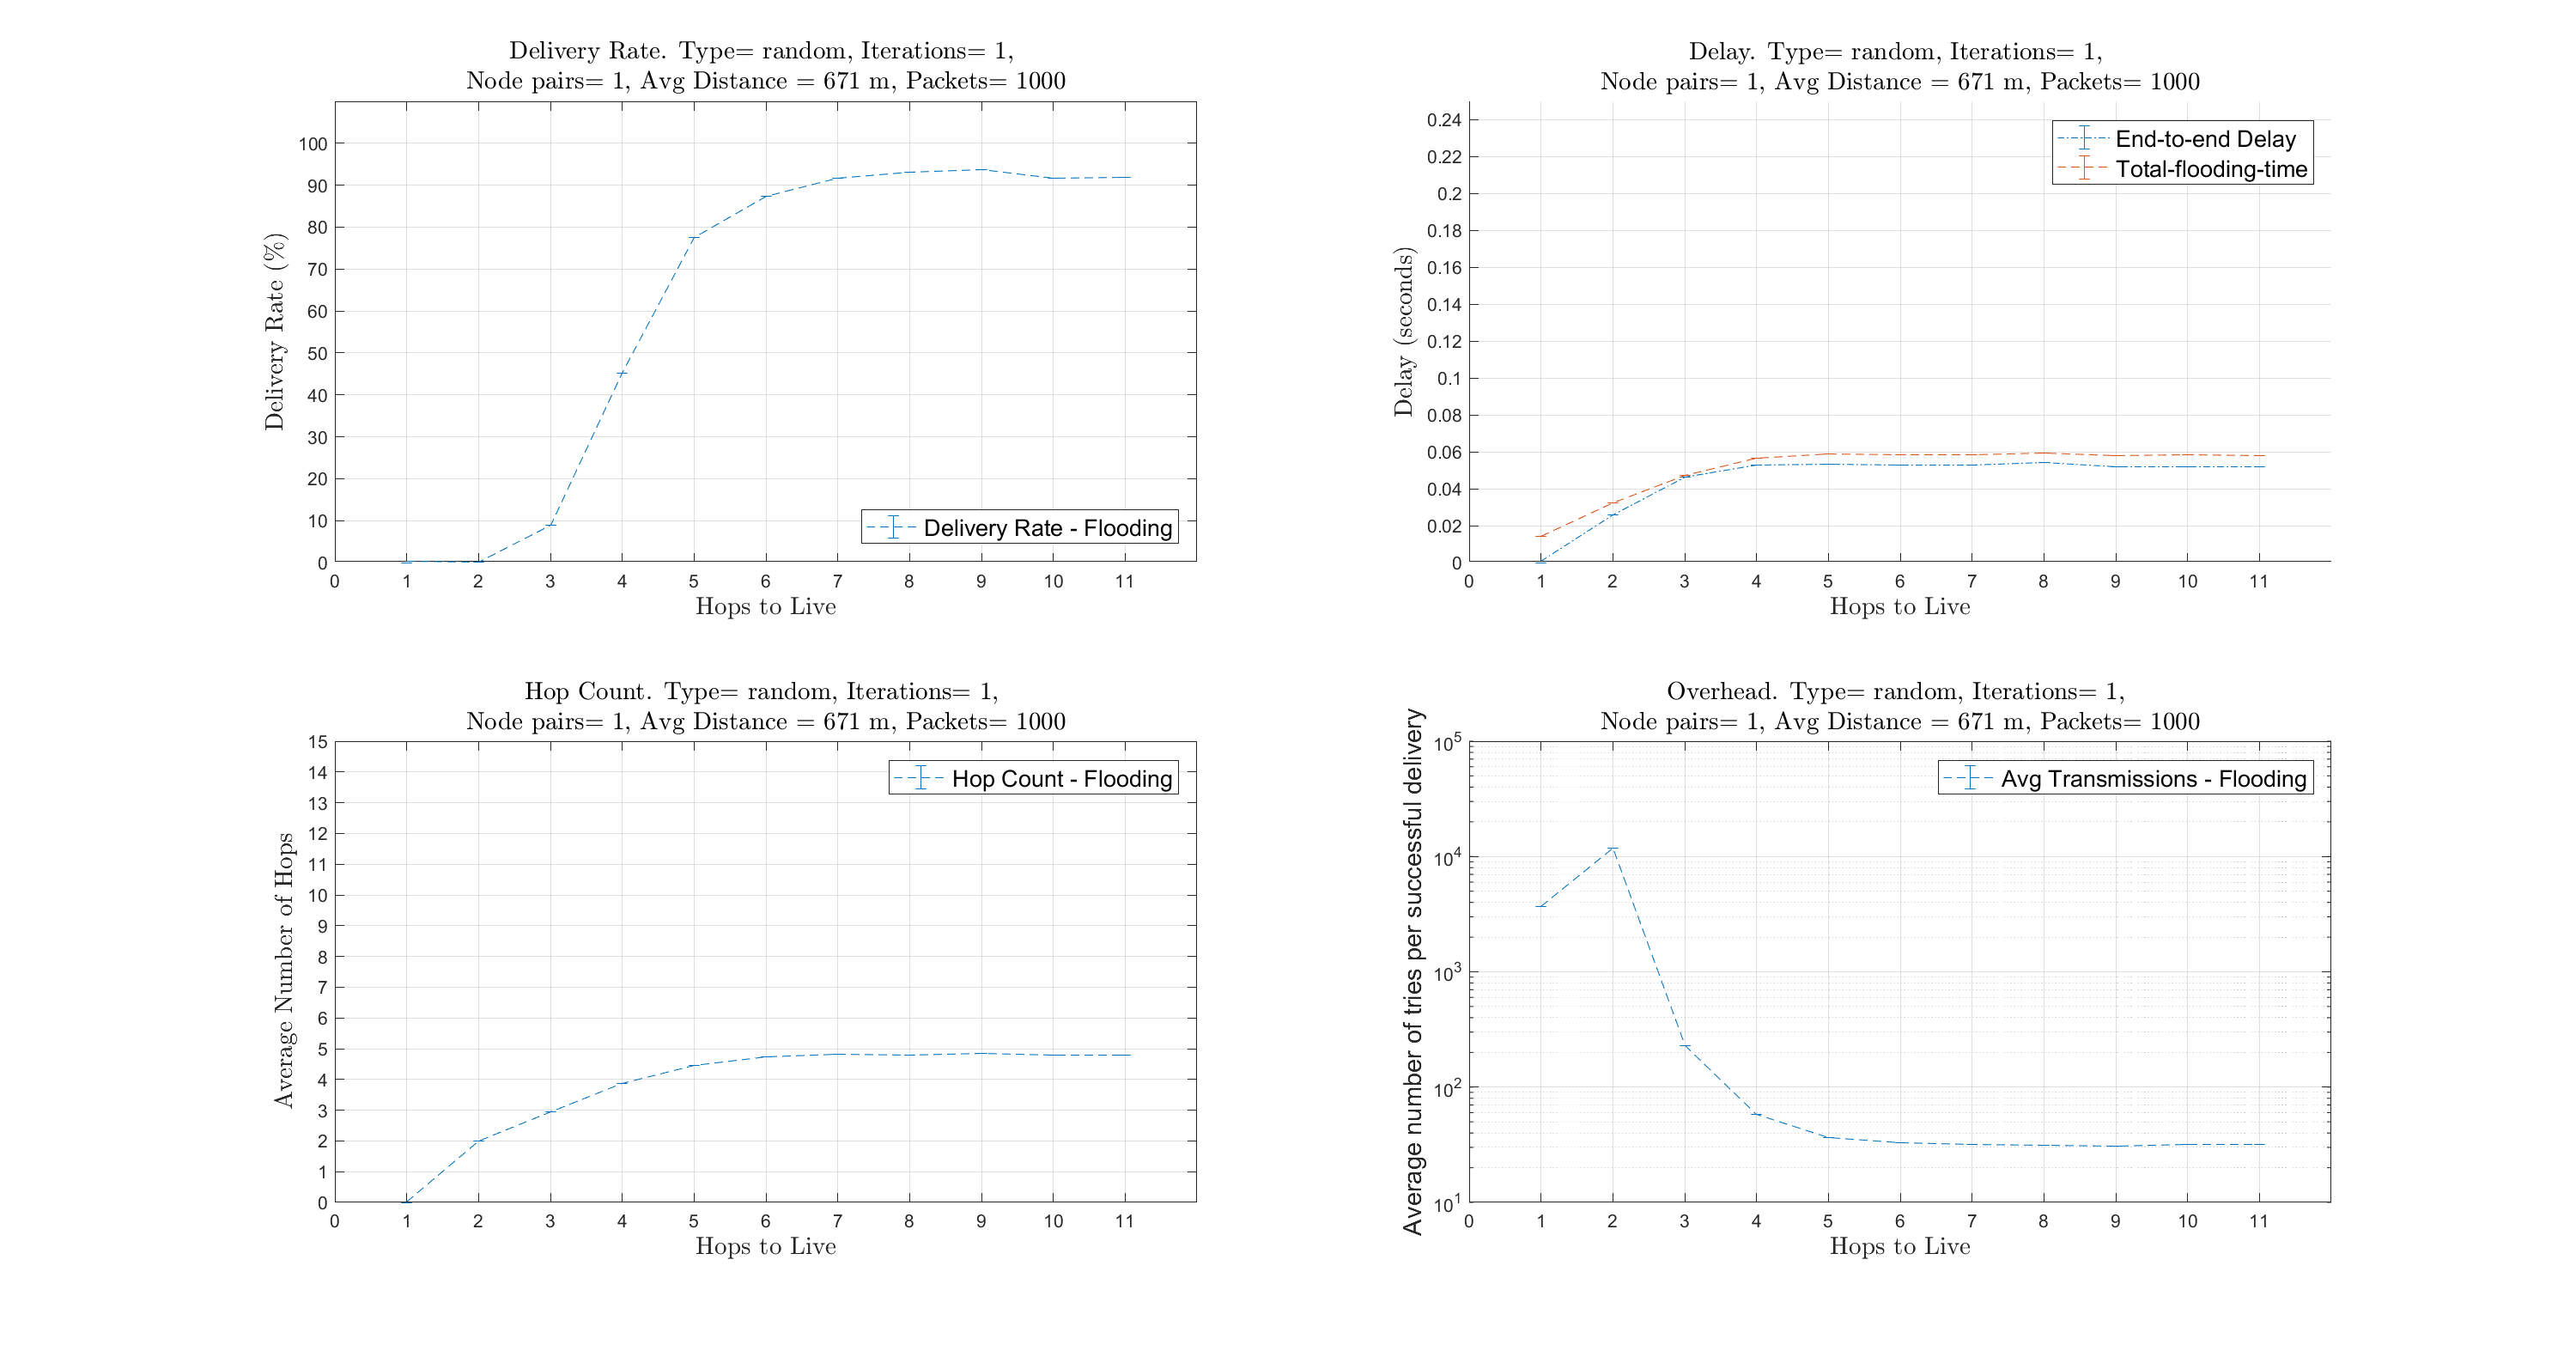 Delivery Rate. Type= random, Iterations= 1,
Node pairs= 1, Avg Distance = 671 m, Packets= 1000
100
90
80
70
60
50
40
30
20
10
0
Delivery Rate (%)
Delivery Rate - Flooding
0 1 2 3 4 5 6 7 8 9 10 11
Hops to Live
Delay. Type= random, Iterations= 1,
Node pairs= 1, Avg Distance = 671 m, Packets= 1000
0.24
0.22
0.2
0.18
0.16
0.14
0.12
0.1
0.08
0.06
0.04
0.02
0
Delay (seconds)
End-to-end Delay
Total-flooding-time
0 1 2 3 4 5 6 7 8 9 10 11
Hops to Live
Hop Count. Type= random, Iterations= 1,
Node pairs= 1, Avg Distance = 671 m, Packets= 1000
15
14
13
12
11
10
9
8
7
6
5
4
3
2
1
0
Average Number of Hops
Hop Count - Flooding
0 1 2 3 4 5 6 7 8 9 10 11
Hops to Live
Overhead. Type= random, Iterations= 1,
Node pairs= 1, Avg Distance = 671 m, Packets= 1000
10^5
10^4
10^3
10^2
10^1
Average number of tries per successful delivery
Avg Transmissions - Flooding
0 1 2 3 4 5 6 7 8 9 10 11
Hops to Live